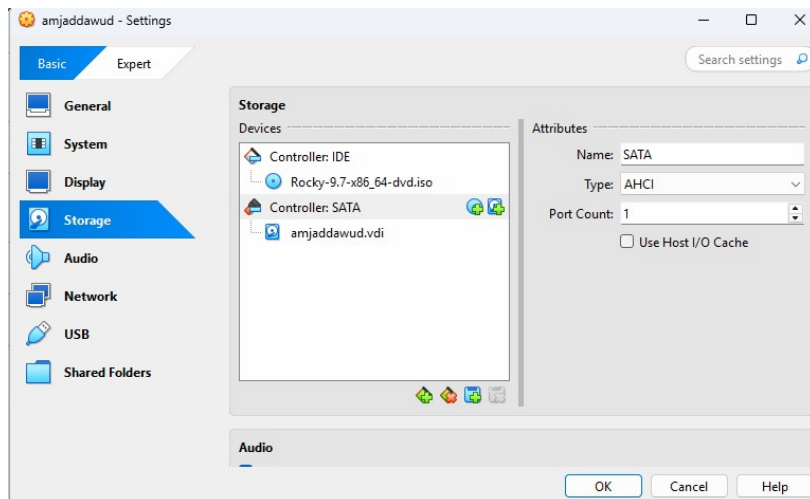 amjaddawud - Settings
Basic
Expert
Search settings
General
System
Display
Storage
Audio
Network
USB
Shared Folders
Storage
Devices
Controller: IDE
Rocky-9.7-x86_64-dvd.iso
Controller: SATA
amjaddawud.vdi
Attributes
Name: SATA
Type: AHCI
Port Count: 1
Use Host I/O Cache
Audio
OK
Cancel
Help